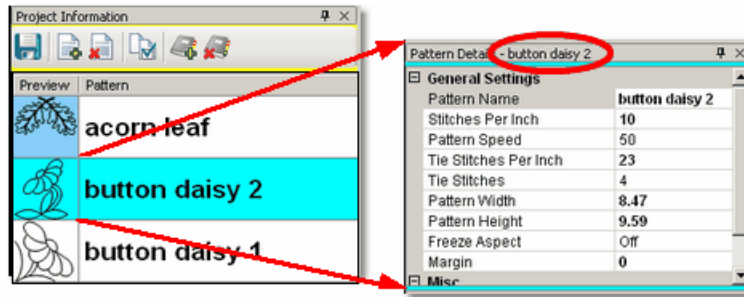 Project Information
Preview Pattern
acorn leaf
button daisy 2
button daisy 1
Pattern Details - button daisy 2
General Settings
Pattern Name button daisy 2
Stitches Per Inch 10
Pattern Speed 50
Tie Stitches Per Inch 23
Tie Stitches 4
Pattern Width 8.47
Pattern Height 9.59
Freeze Aspect Off
Margin 0
Misc